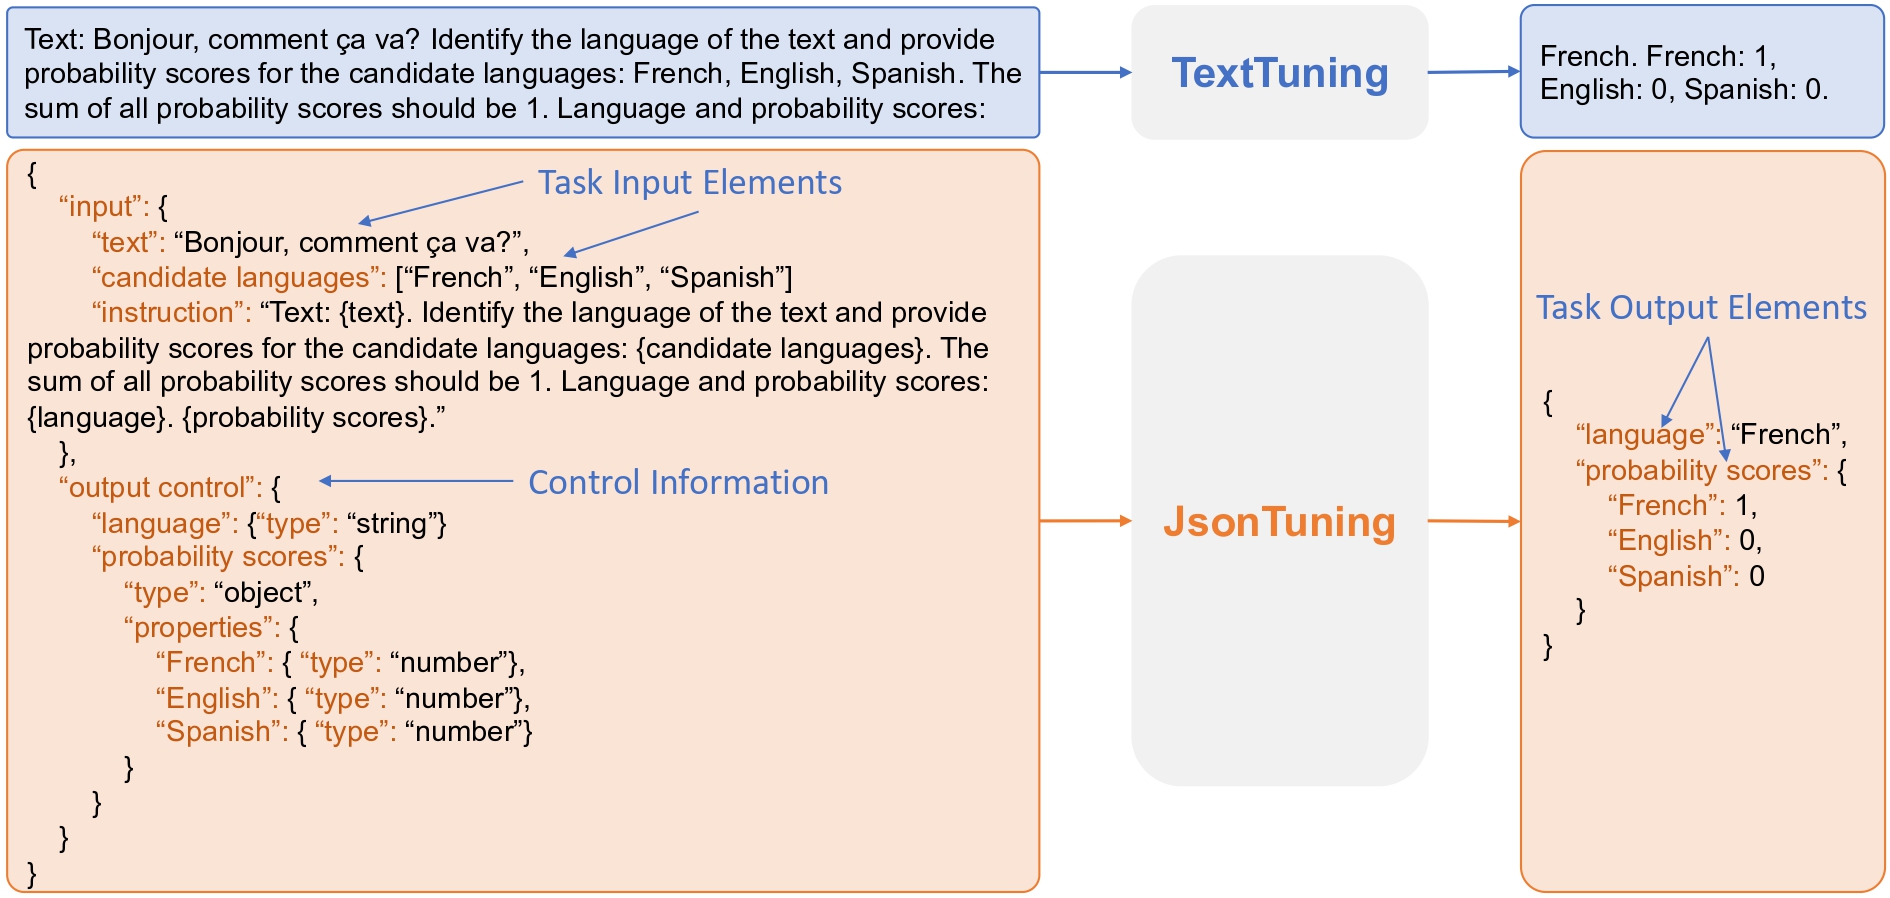 Text: Bonjour, comment ça va? Identify the language of the text and provide
probability scores for the candidate languages: French, English, Spanish. The
sum of all probability scores should be 1. Language and probability scores:
TextTuning
French. French: 1,
English: 0, Spanish: 0.
{
“input”: {
“text”: “Bonjour, comment ça va?”,
“candidate languages”: [“French”, “English”, “Spanish”]
“instruction”: “Text: {text}. Identify the language of the text and provide
probability scores for the candidate languages: {candidate languages}. The
sum of all probability scores should be 1. Language and probability scores:
{language}. {probability scores}.”
},
“output control”: {
“language”: {“type”: “string”}
“probability scores”: {
“type”: “object”,
“properties”: {
“French”: { “type”: “number”},
“English”: { “type”: “number”},
“Spanish”: { “type”: “number”}
}
}
}
}
Task Input Elements
Control Information
JsonTuning
Task Output Elements
{
“language”: “French”,
“probability scores”: {
“French”: 1,
“English”: 0,
“Spanish”: 0
}
}